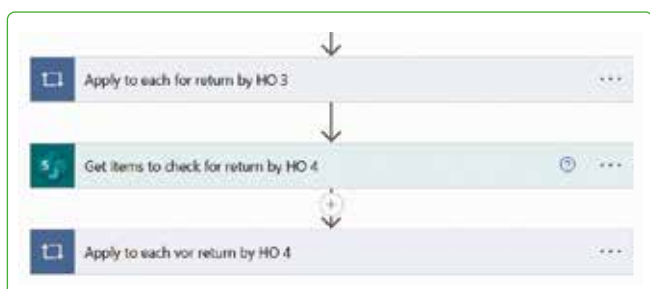 Apply to each for return by HO 3
Get items to check for return by HO 4
Apply to each vor return by HO 4